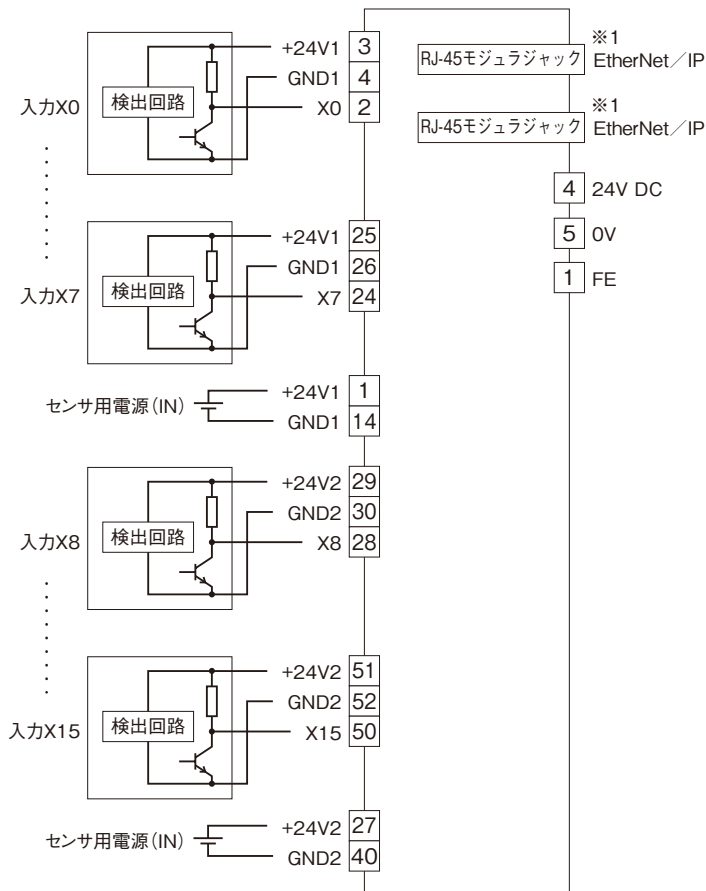 入力X0
検出回路
+24V1 3
GND1 4
X0 2
入力X7
検出回路
+24V1 25
GND1 26
X7 24
センサ用電源(IN)
+24V1 1
GND1 14
入力X8
検出回路
+24V2 29
GND2 30
X8 28
入力X15
検出回路
+24V2 51
GND2 52
X15 50
センサ用電源(IN)
+24V2 27
GND2 40
RJ-45モジュラジャック
※1
EtherNet／IP
RJ-45モジュラジャック
※1
EtherNet／IP
4 24V DC
5 0V
1 FE